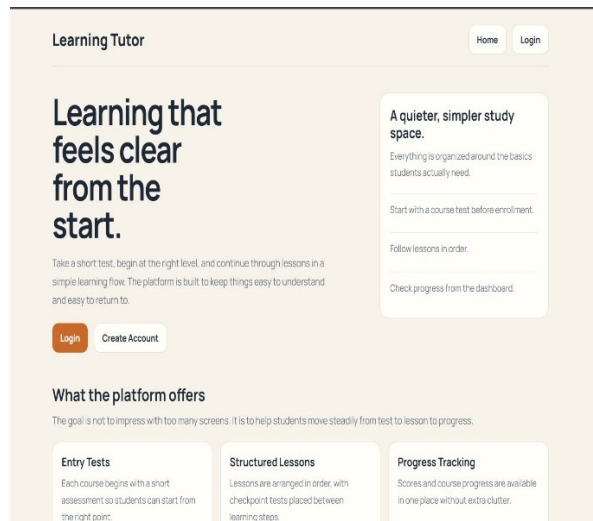 Learning Tutor
Home
Login
Learning that
feels clear
from the
start.
Take a short test, begin at the right level, and continue through lessons in a
simple learning flow. The platform is built to keep things easy to understand
and easy to return to.
Login
Create Account
A quieter, simpler study
space.
Everything is organized around the basics
students actually need.
Start with a course test before enrollment.
Follow lessons in order.
Check progress from the dashboard.
What the platform offers
The goal is not to impress with too many screens. It is to help students move steadily from test to lesson to progress.
Entry Tests
Each course begins with a short
assessment so students can start from
the right point.
Structured Lessons
Lessons are arranged in order, with
checkpoint tests placed between
learning steps.
Progress Tracking
Scores and course progress are available
in one place without extra clutter.